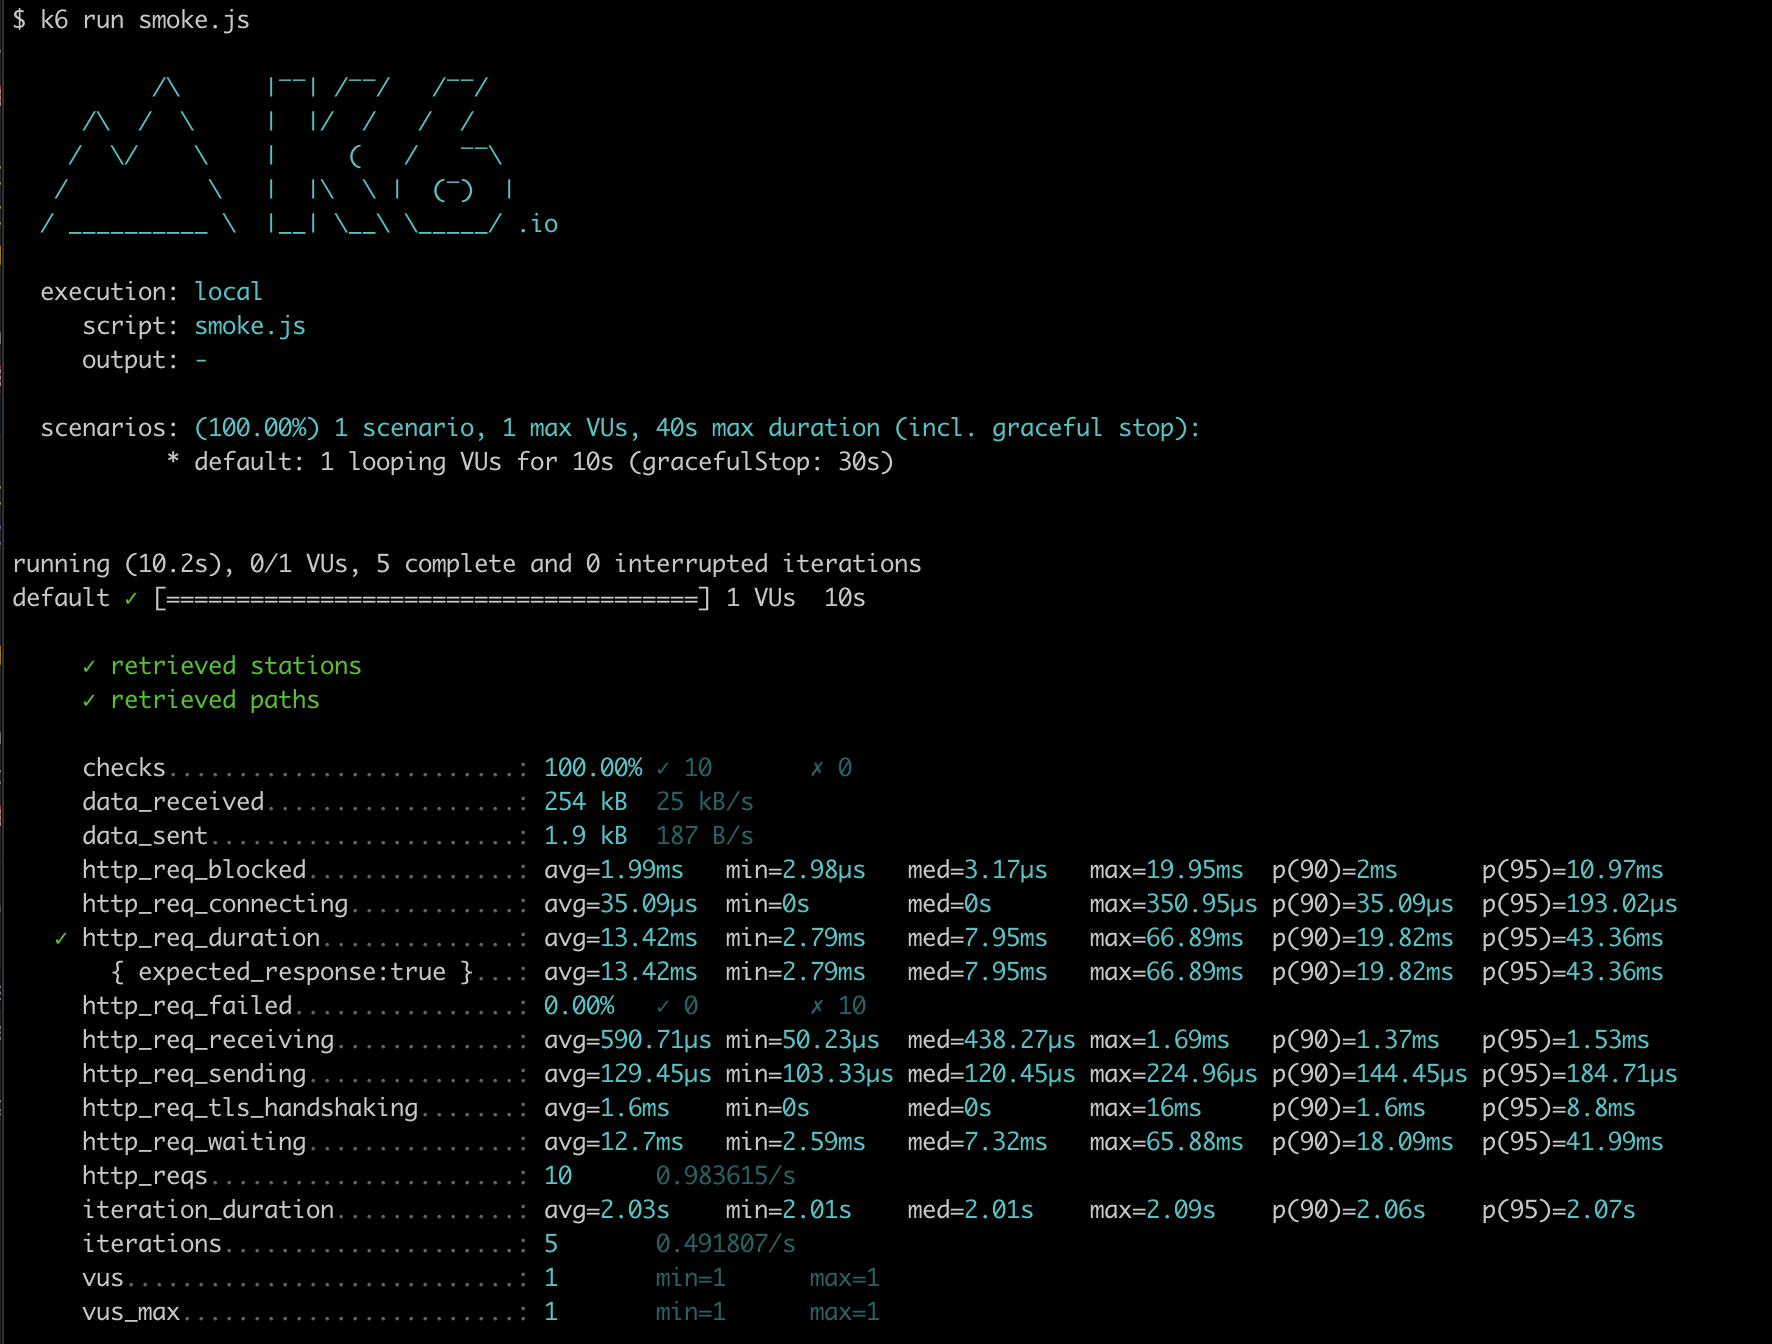 $ k6 run smoke.js
          /\      |‾‾| /‾‾/   /‾‾/
     /\  /  \     |  |/  /   /  /
    /  \/    \    |     (   /   ‾‾\
   /          \   |  |\  \ |  (‾)  |
  / __________ \  |__| \__\ \_____/ .io
  execution: local
     script: smoke.js
     output: -
  scenarios: (100.00%) 1 scenario, 1 max VUs, 40s max duration (incl. graceful stop):
           * default: 1 looping VUs for 10s (gracefulStop: 30s)
running (10.2s), 0/1 VUs, 5 complete and 0 interrupted iterations
default ✓ [======================================] 1 VUs  10s
     ✓ retrieved stations
     ✓ retrieved paths
     checks.........................: 100.00% ✓ 10       ✗ 0
     data_received..................: 254 kB  25 kB/s
     data_sent......................: 1.9 kB  187 B/s
     http_req_blocked...............: avg=1.99ms   min=2.98µs   med=3.17µs   max=19.95ms  p(90)=2ms      p(95)=10.97ms
     http_req_connecting............: avg=35.09µs  min=0s       med=0s       max=350.95µs p(90)=35.09µs  p(95)=193.02µs
   ✓ http_req_duration..............: avg=13.42ms  min=2.79ms   med=7.95ms   max=66.89ms  p(90)=19.82ms  p(95)=43.36ms
       { expected_response:true }...: avg=13.42ms  min=2.79ms   med=7.95ms   max=66.89ms  p(90)=19.82ms  p(95)=43.36ms
     http_req_failed................: 0.00%   ✓ 0        ✗ 10
     http_req_receiving.............: avg=590.71µs min=50.23µs  med=438.27µs max=1.69ms   p(90)=1.37ms   p(95)=1.53ms
     http_req_sending...............: avg=129.45µs min=103.33µs med=120.45µs max=224.96µs p(90)=144.45µs p(95)=184.71µs
     http_req_tls_handshaking.......: avg=1.6ms    min=0s       med=0s       max=16ms     p(90)=1.6ms    p(95)=8.8ms
     http_req_waiting...............: avg=12.7ms   min=2.59ms   med=7.32ms   max=65.88ms  p(90)=18.09ms  p(95)=41.99ms
     http_reqs......................: 10      0.983615/s
     iteration_duration.............: avg=2.03s    min=2.01s    med=2.01s    max=2.09s    p(90)=2.06s    p(95)=2.07s
     iterations.....................: 5       0.491807/s
     vus............................: 1       min=1      max=1
     vus_max........................: 1       min=1      max=1